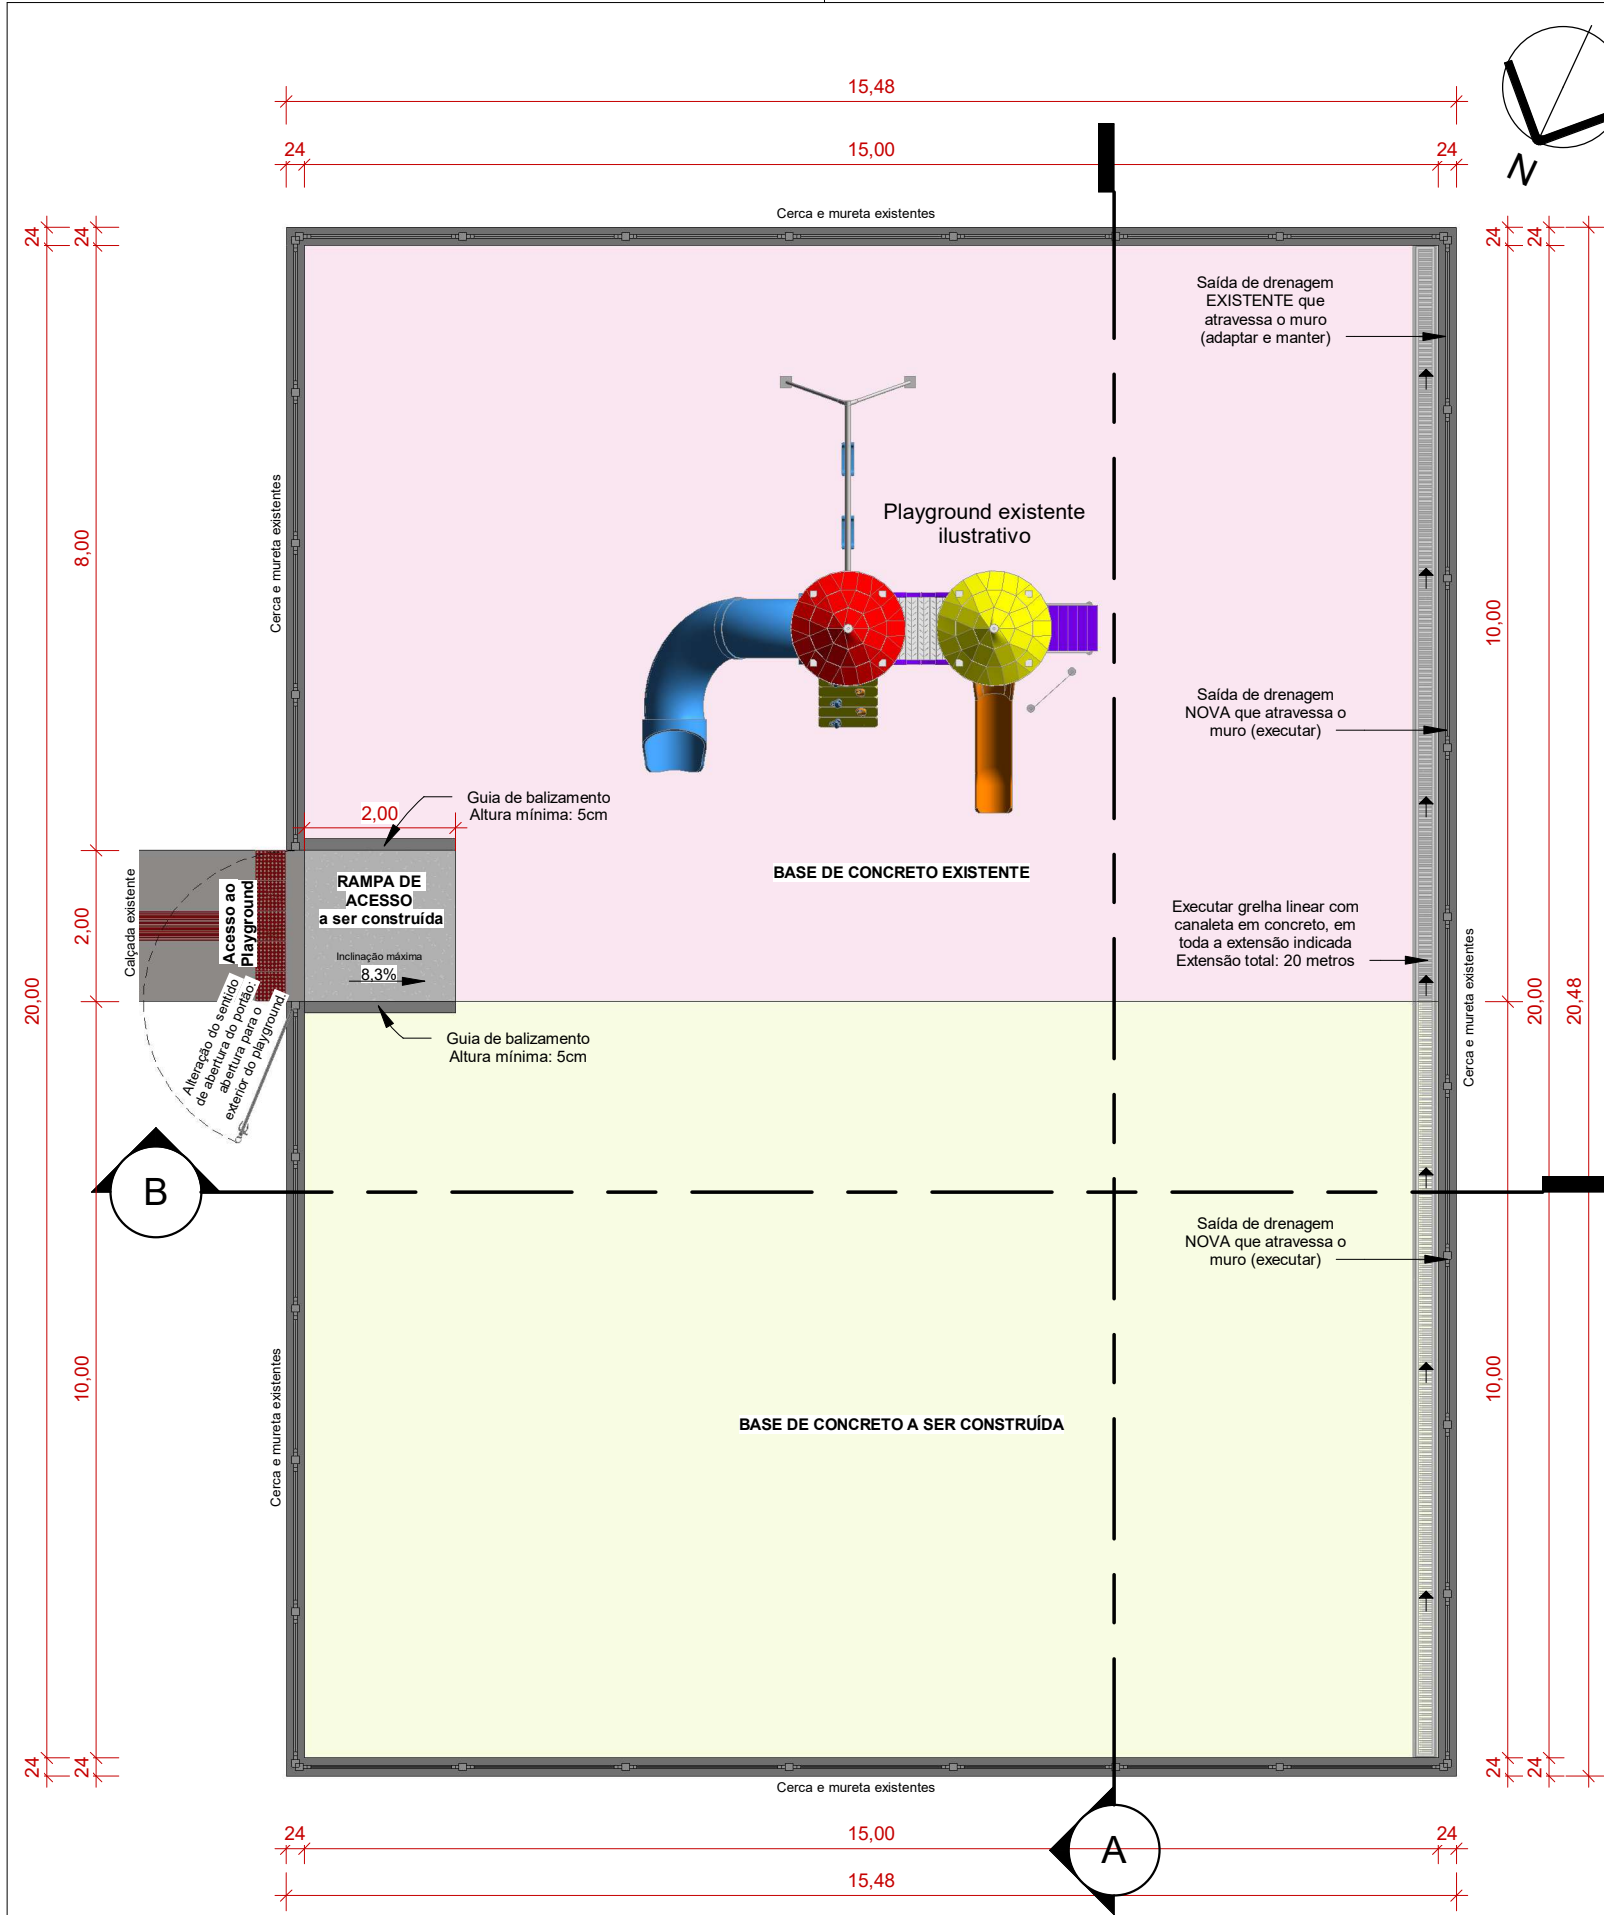 15,48
24
15,00
24
N
Cerca e mureta existentes
24
24
24
24
Saída de drenagem
EXISTENTE que
atravessa o muro
(adaptar e manter)
Cerca e mureta existentes
8,00
Playground existente
ilustrativo
10,00
Saída de drenagem
NOVA que atravessa o
muro (executar)
2,00
Guia de balizamento
Altura mínima: 5cm
BASE DE CONCRETO EXISTENTE
Calçada existente
2,00
Acesso ao
Playground
RAMPA DE
ACESSO
a ser construída
Inclinação máxima
8.3%
Executar grelha linear com
canaleta em concreto, em
toda a extensão indicada
Extensão total: 20 metros
Cerca e mureta existentes
20,00
20,00
20,48
Alteração do sentido
de abertura do portão:
abertura para o
exterior do playground.
Guia de balizamento
Altura mínima: 5cm
B
Saída de drenagem
NOVA que atravessa o
muro (executar)
10,00
Cerca e mureta existentes
BASE DE CONCRETO A SER CONSTRUÍDA
10,00
24
24
24
24
Cerca e mureta existentes
24
15,00
24
A
15,48